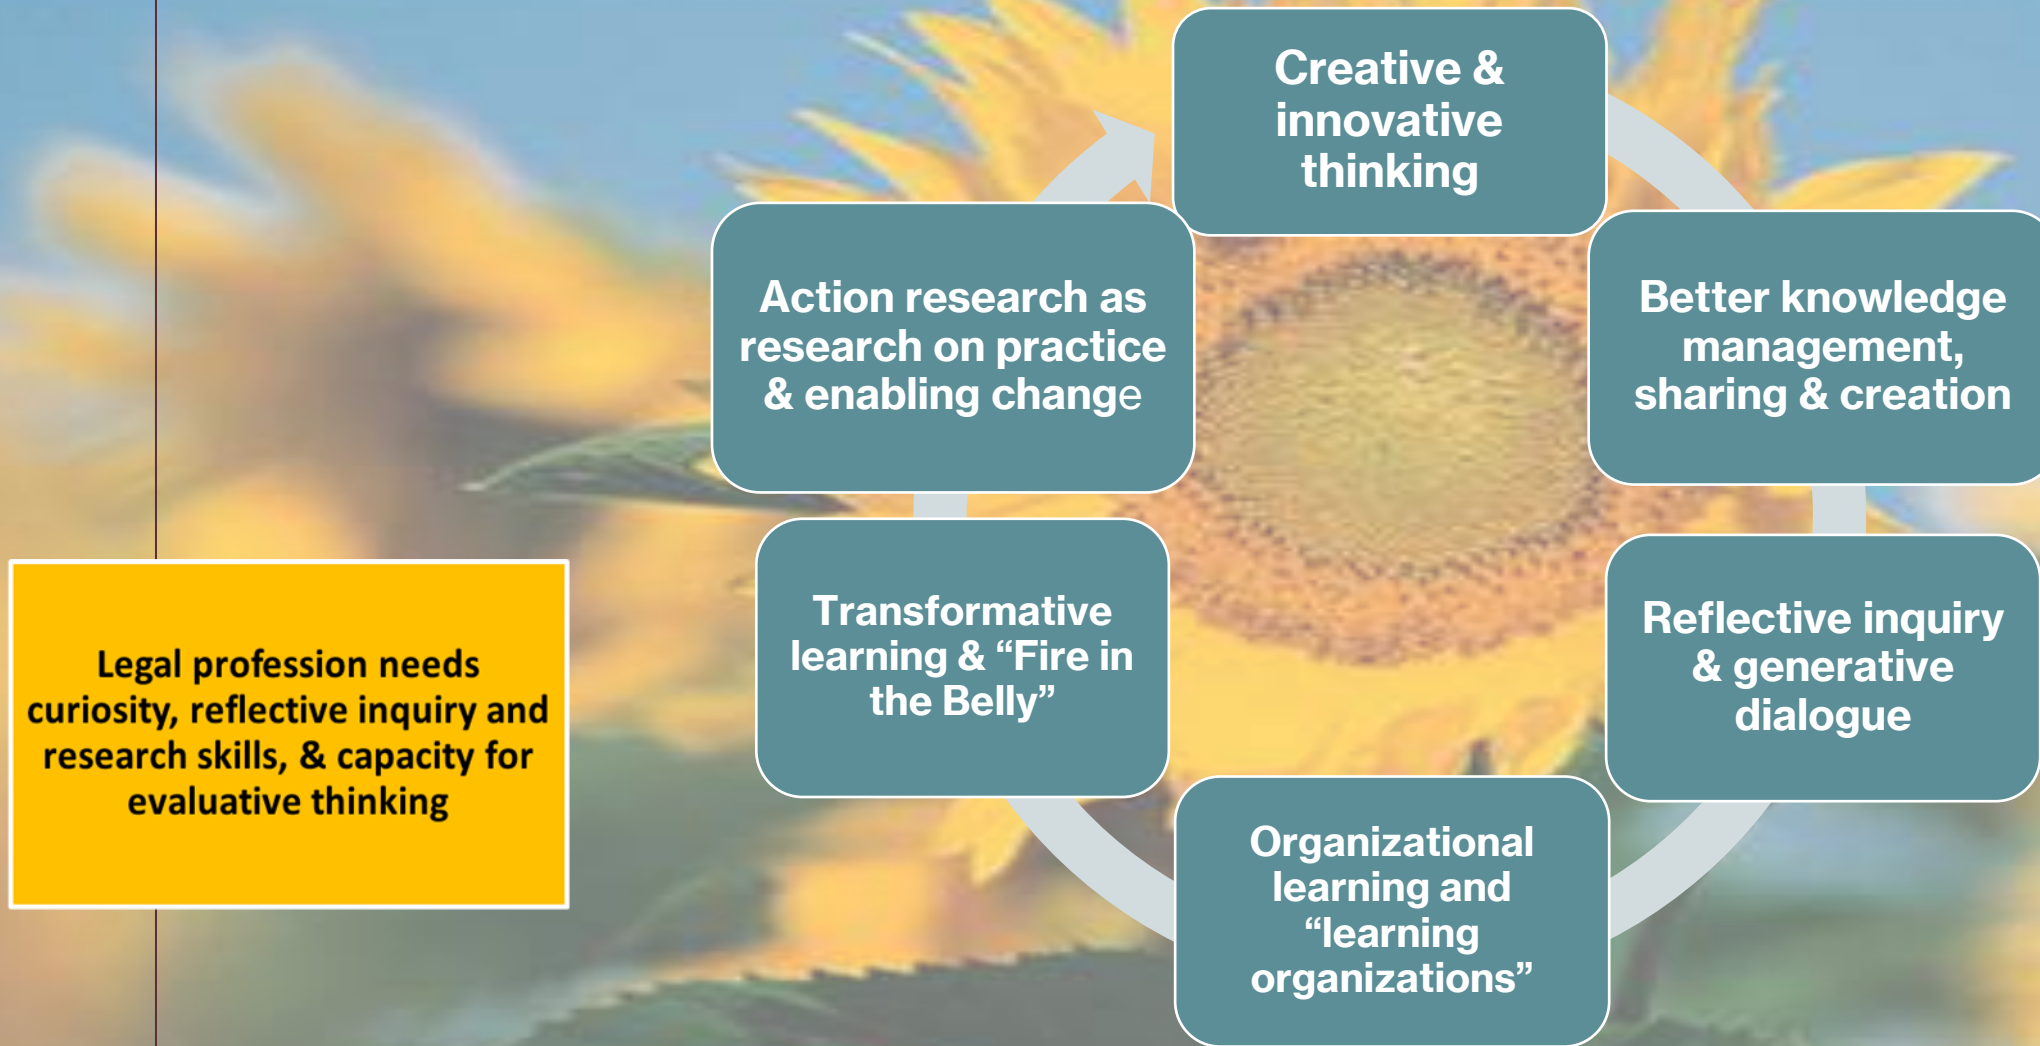 Creative &
innovative
thinking
Better knowledge
management,
sharing & creation
Reflective inquiry
& generative
dialogue
Organizational
learning and
“learning
organizations”
Transformative
learning & “Fire in
the Belly”
Action research as
research on practice
& enabling change
Legal profession needs
curiosity, reflective inquiry and
research skills, & capacity for
evaluative thinking